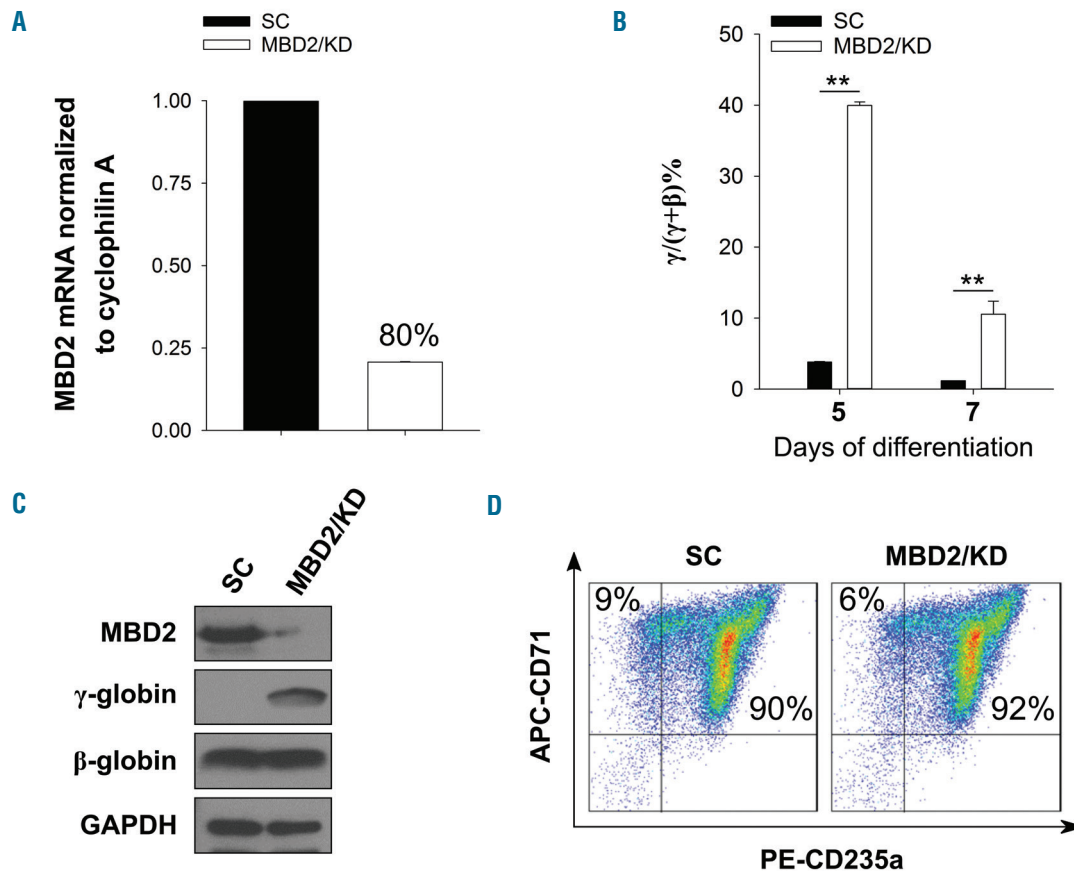 A
SC
MBD2/KD
MBD2 mRNA normalized
to cyclophilin A
1.00
0.75
0.50
0.25
0.00
80%
B
SC
MBD2/KD
γ/(γ+β)%
50
40
30
20
10
0
**
**
5
7
Days of differentiation
C
SC
MBD2/KD
MBD2
γ-globin
β-globin
GAPDH
D
SC
MBD2/KD
APC-CD71
9%
90%
6%
92%
PE-CD235a